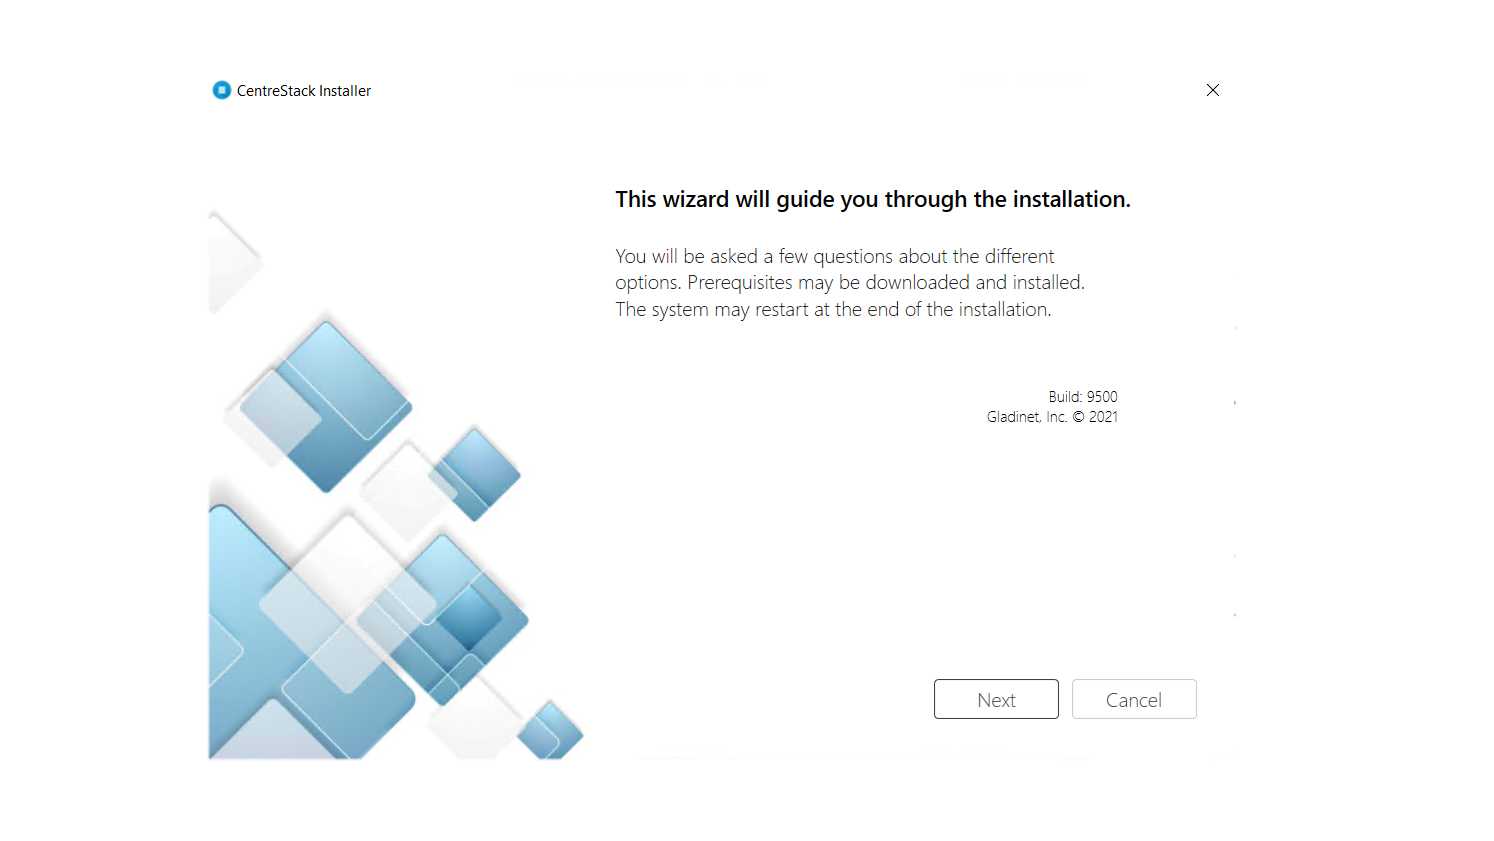 CentreStack Installer
This wizard will guide you through the installation.
You will be asked a few questions about the different
options. Prerequisites may be downloaded and installed.
The system may restart at the end of the installation.
Build: 9500
Gladinet, Inc. © 2021
Next
Cancel